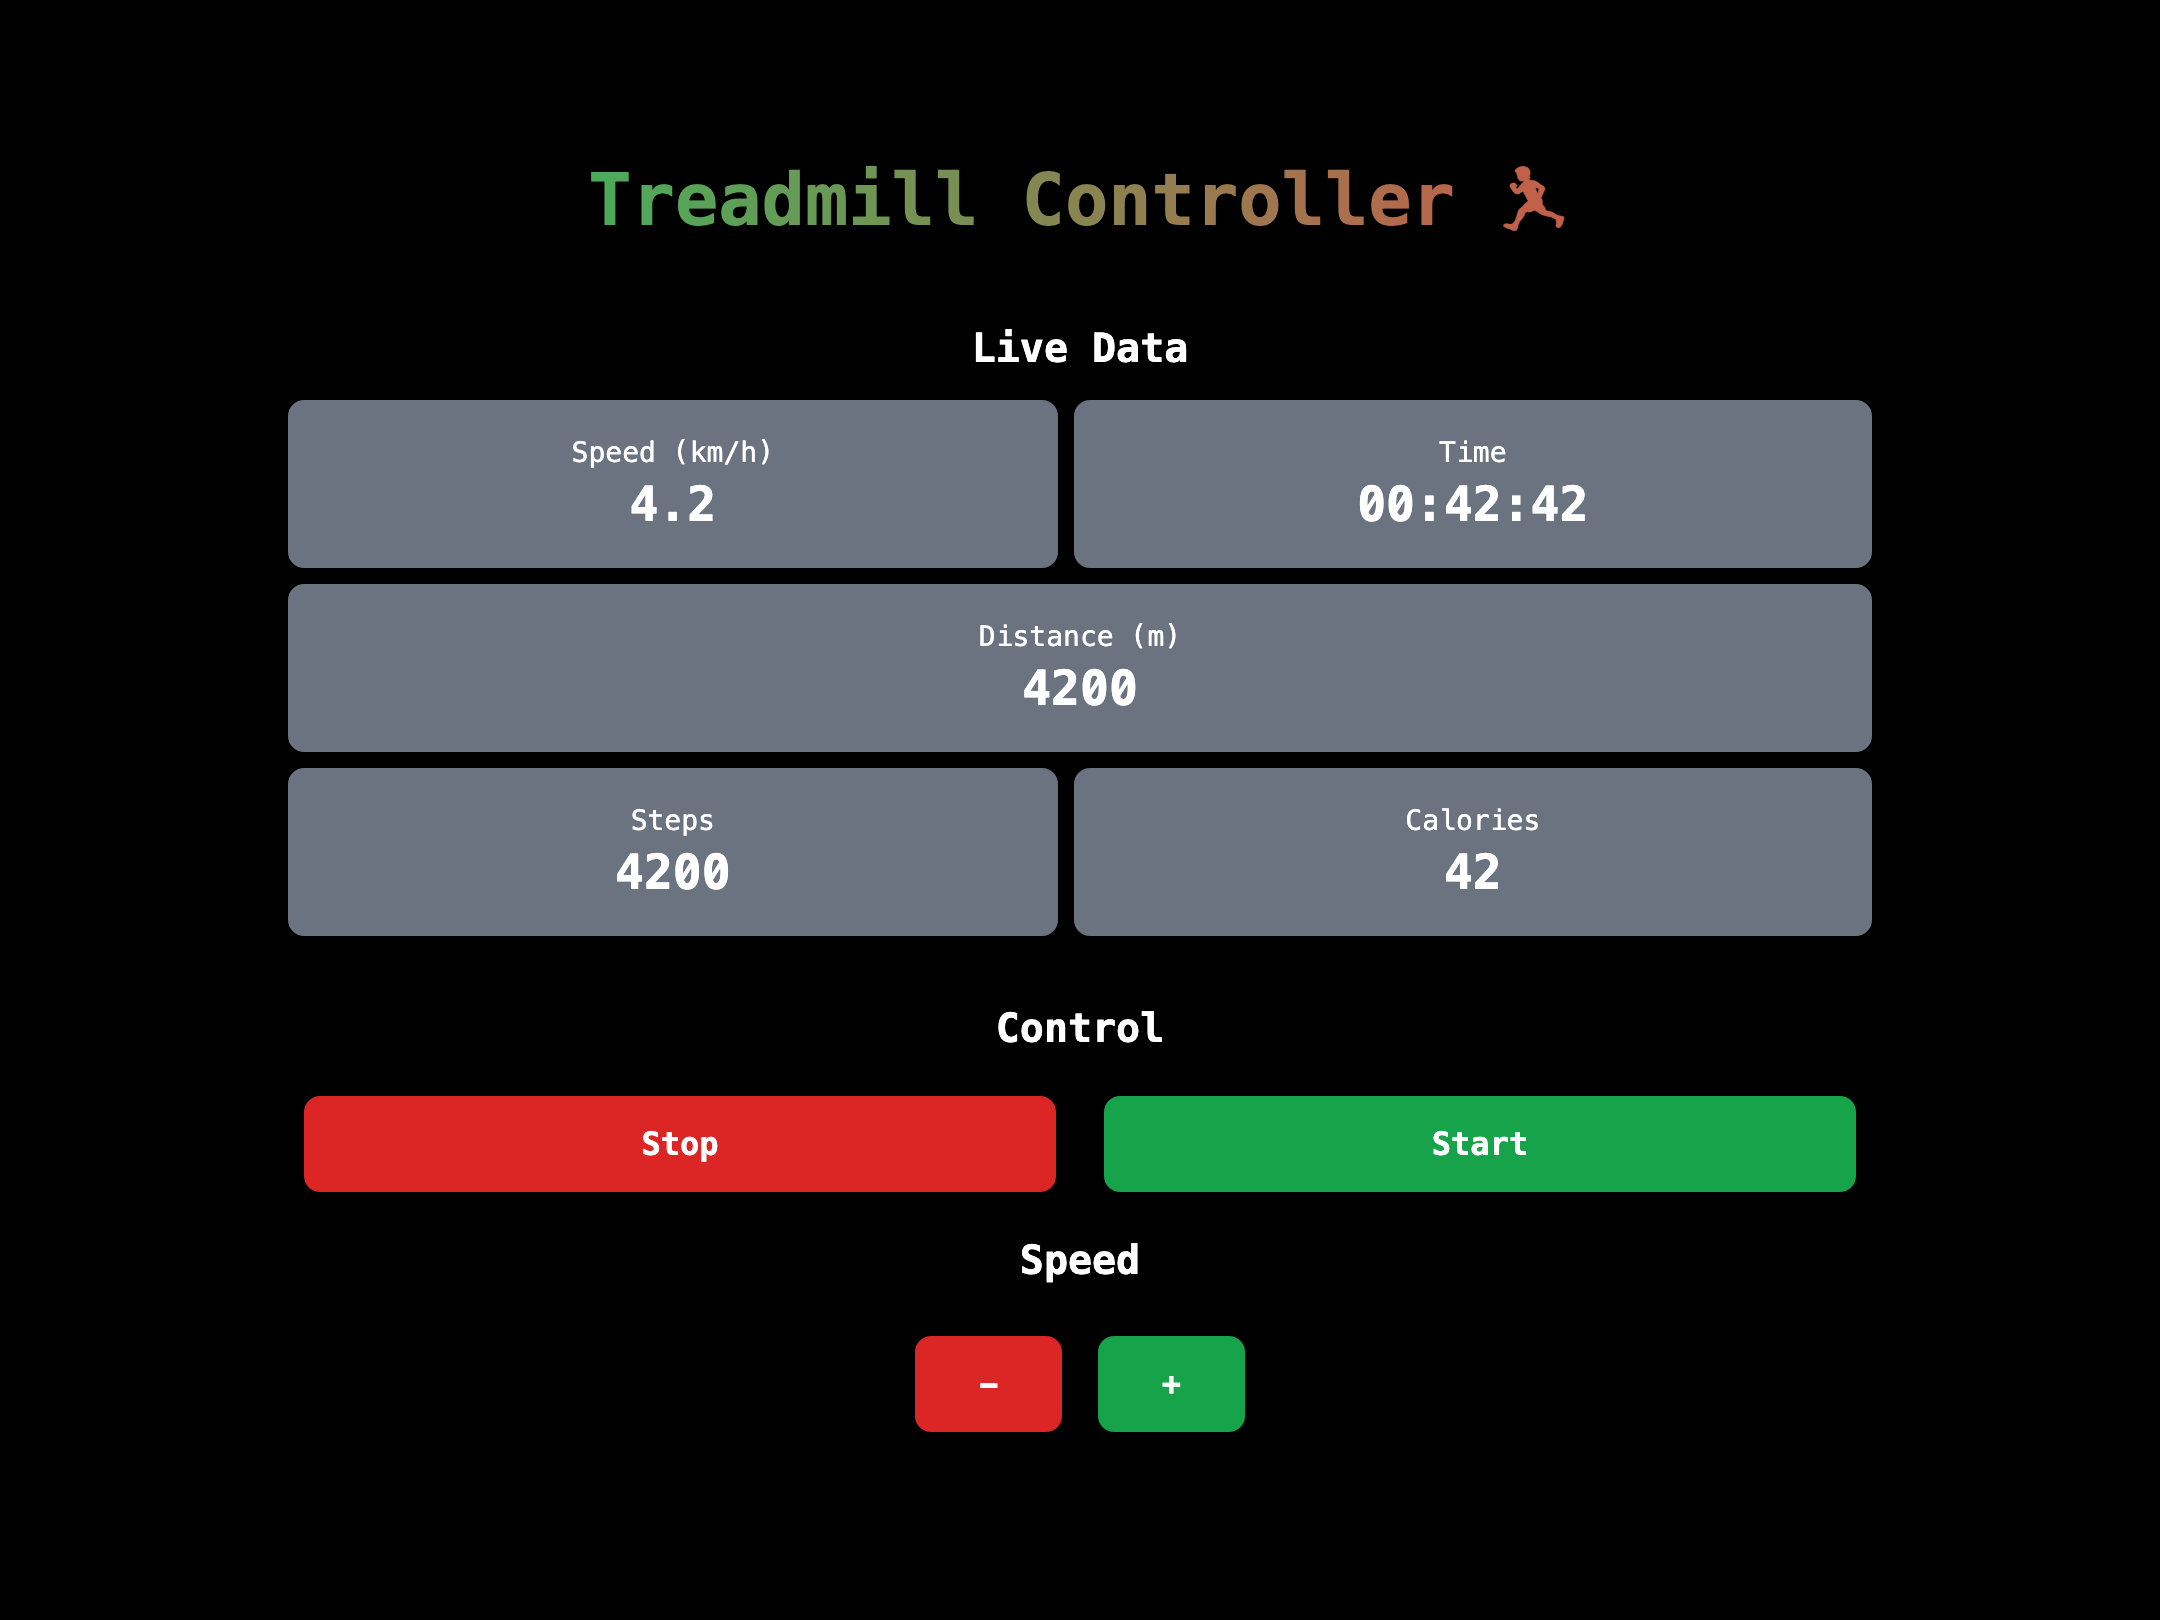 Treadmill Controller 🏃
Live Data
Speed (km/h)
4.2
Time
00:42:42
Distance (m)
4200
Steps
4200
Calories
42
Control
Stop
Start
Speed
-
+